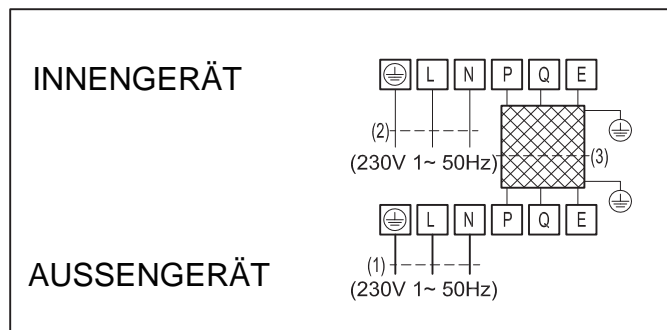 INNENGERÄT
L N P Q E
(2)
(230V 1~ 50Hz)
(3)
L N P Q E
AUSSENGERÄT
(1)
(230V 1~ 50Hz)